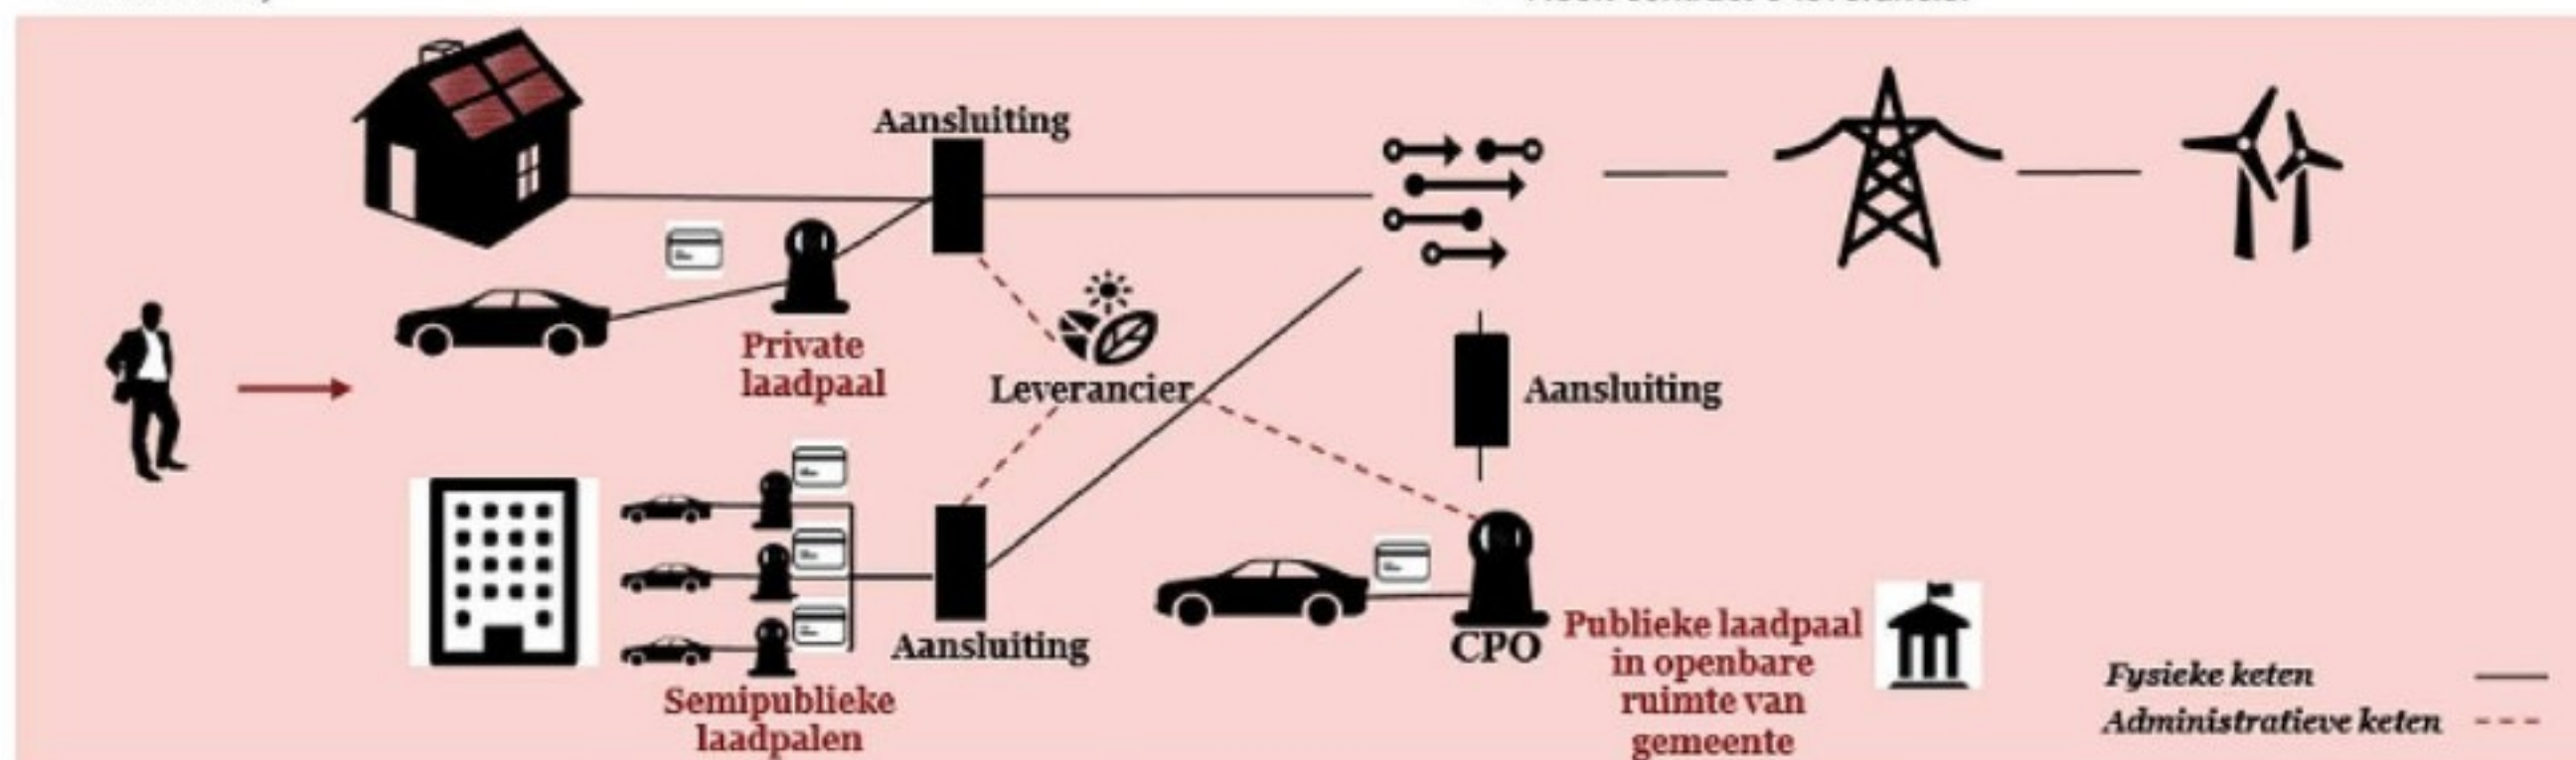 Aansluiting
Private
laadpaal
Leverancier
Aansluiting
Aansluiting
Semipublieke
laadpalen
CPO
Publieke laadpaal
in openbare
ruimte van
gemeente
Fysieke keten
Administratieve keten